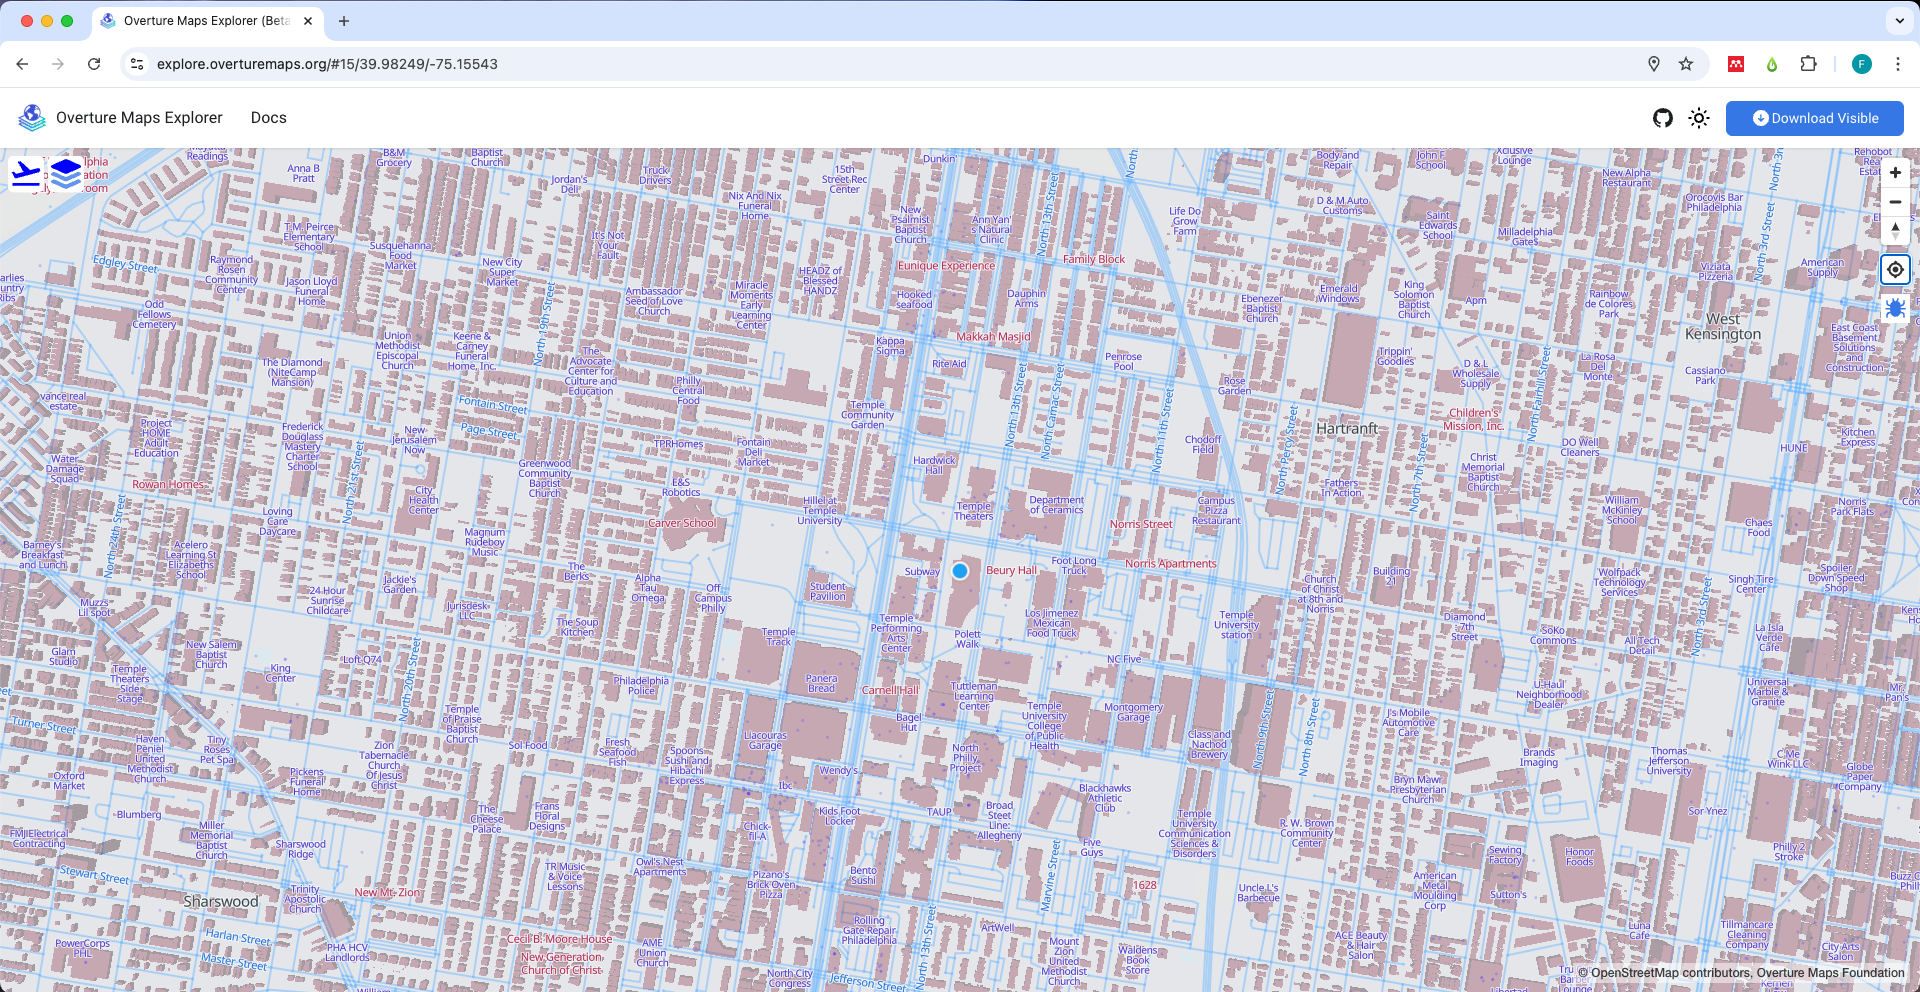 Overture Maps Explorer (Beta
explore.overturemaps.org/#15/39.98249/-75.15543
F
Overture Maps Explorer
Docs
Download Visible
Readings
B&M
Grocery
Baptist
Church
Dunkin'
Anna B
Pratt
Jordan's
Deli
Truck
Drivers
15th
Street Rec
Center
Nix And Nix
Funeral
Home
Body and
Repair
John F
School
Lounge
New Alpha
Restaurant
Rehobot
Orocovis Bar
Philadelphia
North 3rd Street
T.M. Peirce
Elementary
School
Susquehanna
Food
Market
It's Not
Your
Fault
New
Psalmist
Baptist
Church
Ann Yan'
s Natural
Clinic
North 13th Street
Life Do
Grow
Farm
D & M Auto
Customs
Saint
Edwards
School
Milladelphia
Gates
Edgley Street
Raymond
Rosen
Community
Center
New City
Super
Market
Eunique Experience
Family Block
Viziata
Pizzeria
American
Supply
Jason Lloyd
Funeral
Home
HEADZ of
Blessed
HANDZ
Miracle
Moments
Early
Learning
Center
Ambassador
Seed of Love
Church
Hooked
seafood
Dauphin
Arms
Ebenezer
Baptist
Church
Emerald
Windows
King
Solomon
Baptist
Church
Apm
Rainbow
de Colores
Park
Odd
Fellows
Cemetery
North 19th Street
West
Kensington
Union
Methodist
Episcopal
Church
Keene &
Carney
Funeral
Home, Inc.
Kappa
Sigma
Makkah Masjid
East Coast
Basement
Solutions
and
Construction
The Diamond
(NiteCamp
Mansion)
The
Advocate
Center for
Culture and
Education
Rite Aid
Penrose
Pool
Trippin'
Goodies
D & L
Wholesale
Supply
La Rosa
Del
Monte
Cassiano
Park
Philly
Central
Food
Rose
Garden
vance real
estate
Fontain Street
Page Street
Temple
Community
Garden
North 13th Street
North Carnac Street
North 11th Street
Children's
Mission, Inc.
North Fairhill Street
Project
HOME
Adult
Education
Frederick
Douglass
Mastery
Charter
School
New
Jerusalem
Now
TPRHomes
Fontain
Deli
Market
Chodoff
Field
North Percy Street
Hartranft
DO Well
Cleaners
HUNE
Kitchen
Express
Water
Damage
Squad
Rowan Homes
North 21st Street
Greenwood
Community
Baptist
Church
E&S
Robotics
Hardwick
Hall
Fathers
In Action
North 7th Street
Christ
Memorial
Baptist
Church
City
Health
Center
Loving
Care
Daycare
Hillel at
Temple
University
Temple
Theaters
Department
of Ceramics
Campus
Pizza
Restaurant
William
McKinley
School
Norris
Park Flats
Chaes
Food
North 24th Street
Carver School
Norris Street
Magnum
Rudeboy
Music
Barney's
Breakfast
and Lunch
Acelero
Learning St
Elizabeths
School
The
Berks
Subway
Beury Hall
Foot Long
Truck
Norris Apartments
Building
21
Wolfpack
Technology
Services
Singh Tire
Center
Spoiler
Down Speed
Shop
Jackie's
Garden
Alpha
Tau
Omega
Off
Campus
Philly
Student
Pavilion
Church
of Christ
at 8th and
Norris
24 Hour
Sunrise
Childcare
Muzzs
Lil spot
Jurisdesk
LLC
The Soup
Kitchen
Temple
Track
Temple
Performing
Arts
Center
Polett
Walk
Los Jimenez
Mexican
Food Truck
Temple
University
station
Diamond
7th
Street
SoKo
Commons
All Tech
Detail
North 3rd Street
La Isla
Verde
Cafe
Glam
Studio
New Salem
Baptist
Church
Loft Q74
King
Center
Temple
Theaters
Side
Stage
North 20th Street
Philadelphia
Police
Panera
Bread
Carnell Hall
Tuttleman
Learning
Center
NC Five
U-Haul
Neighborhood
Dealer
Universal
Marble &
Granite
Turner Street
Temple
of Praise
Baptist
Church
Bagel
Hut
Temple
University
College
of Public
Health
Montgomery
Garage
North 9th Street
North 8th Street
J's Mobile
Automotive
Care
Haven
Peniel
United
Methodist
Church
Tiny
Roses
Pet Spa
Zion
Tabernacle
Church
Of Jesus
Christ
Sol Food
Fresh
Seafood
Fish
Spoons
Sushi and
Hibachi
Express
Liacouras
Garage
North
Philly
Project
Class and
Nachod
Brewery
Brands
Imaging
Thomas
Jefferson
University
C Me
Wink LLC
Globe
Paper
Company
Oxford
Market
Pickens
Funeral
Home
Wendy's
Ibc
Bryn Mawr
Presbyterian
Church
Blackhawks
Athletic
Club
Blumberg
The
Cheese
Palace
Frans
Floral
Designs
Kids Foot
Locker
TAUP
Broad
Street
Line:
Allegheny
Sor Ynez
FMJ Electrical
Contracting
Miller
Memorial
Baptist
Church
Sharswood
Ridge
Chick-
fil-A
Temple
University
Communication
Sciences &
Disorders
R. W. Brown
Community
Center
Five
Guys
Sewing
Factory
Honor
Foods
Philly 2
Stroke
Stewart Street
TR Music
& Voice
Lessons
Owl's Nest
Apartments
Pizano's
Brick Oven
Pizza
Bento
Sushi
Marvine Street
1628
Uncle L's
Barbecue
American
Metal
Moulding
Corp
Sutton's
Sharswood
Trinity
Apostolic
Church
New Mt. Zion
Rolling
Gate Repair
Philadelphia
North 13th Street
ArtWell
Luna
Cafe
Tillmancare
Cleaning
Company
PowerCorps
PHL
Harlan Street
Master Street
PHA HCV
Landlords
Cecil B. Moore House
New Generation
Church of Christ
AME
Union
Church
Mount
Zion
United
Methodist
Church
Waldens
Book
Store
ACE Beauty
& Hair
Salon
City Arts
Salon
North City
Congress
Jefferson Street
© OpenStreetMap contributors, Overture Maps Foundation